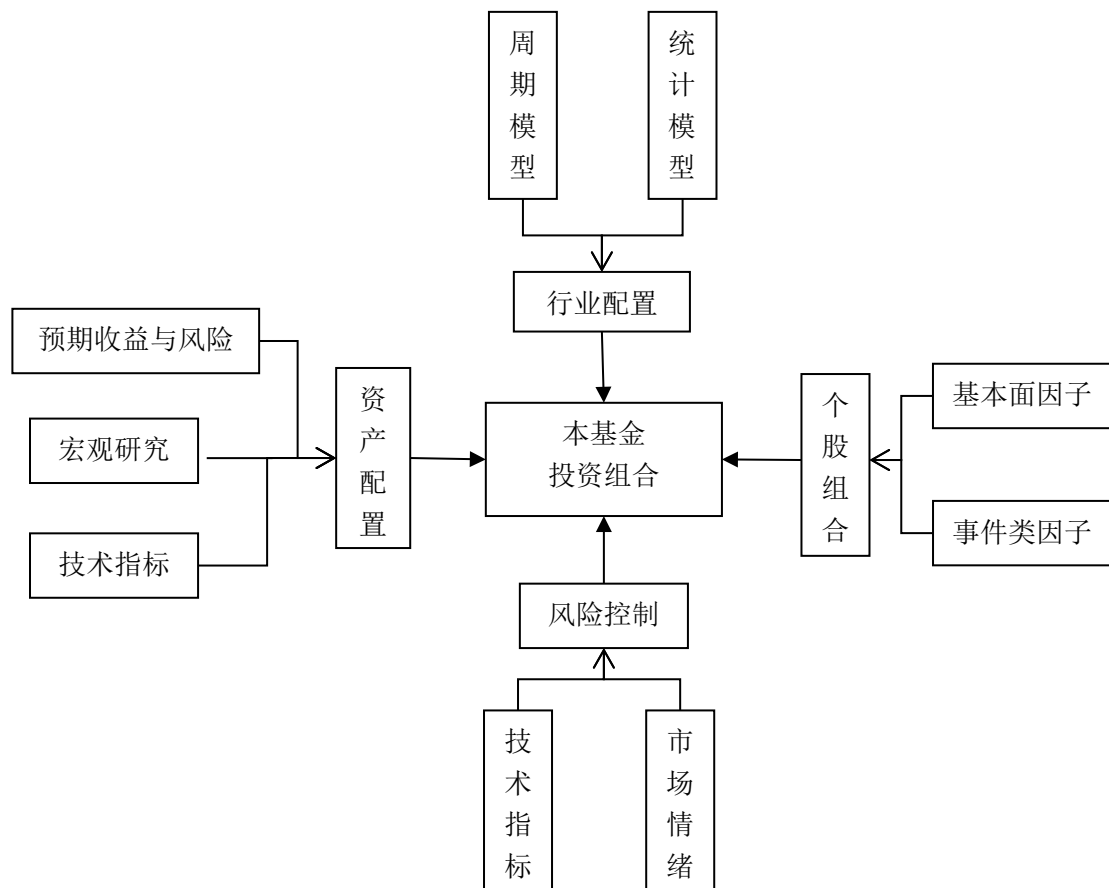 周期模型
统计模型
行业配置
预期收益与风险
宏观研究
技术指标
资产配置
本基金
投资组合
个股组合
基本面因子
事件类因子
风险控制
技术指标
市场情绪